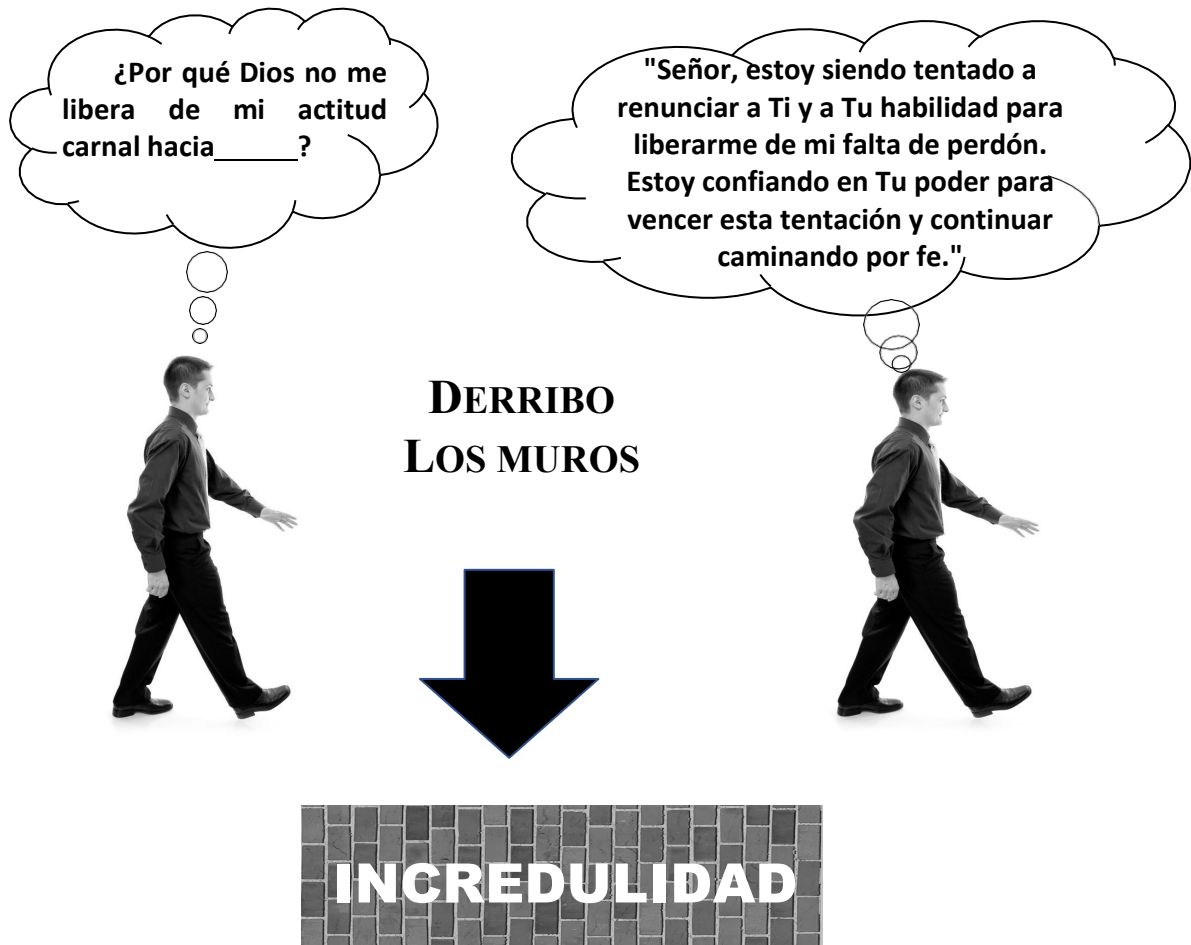 ¿Por qué Dios no me
libera de mi actitud
carnal hacia______?
"Señor, estoy siendo tentado a
renunciar a Ti y a Tu habilidad para
liberarme de mi falta de perdón.
Estoy confiando en Tu poder para
vencer esta tentación y continuar
caminando por fe."
DERRIBO
LOS MUROS
INCREDULIDAD